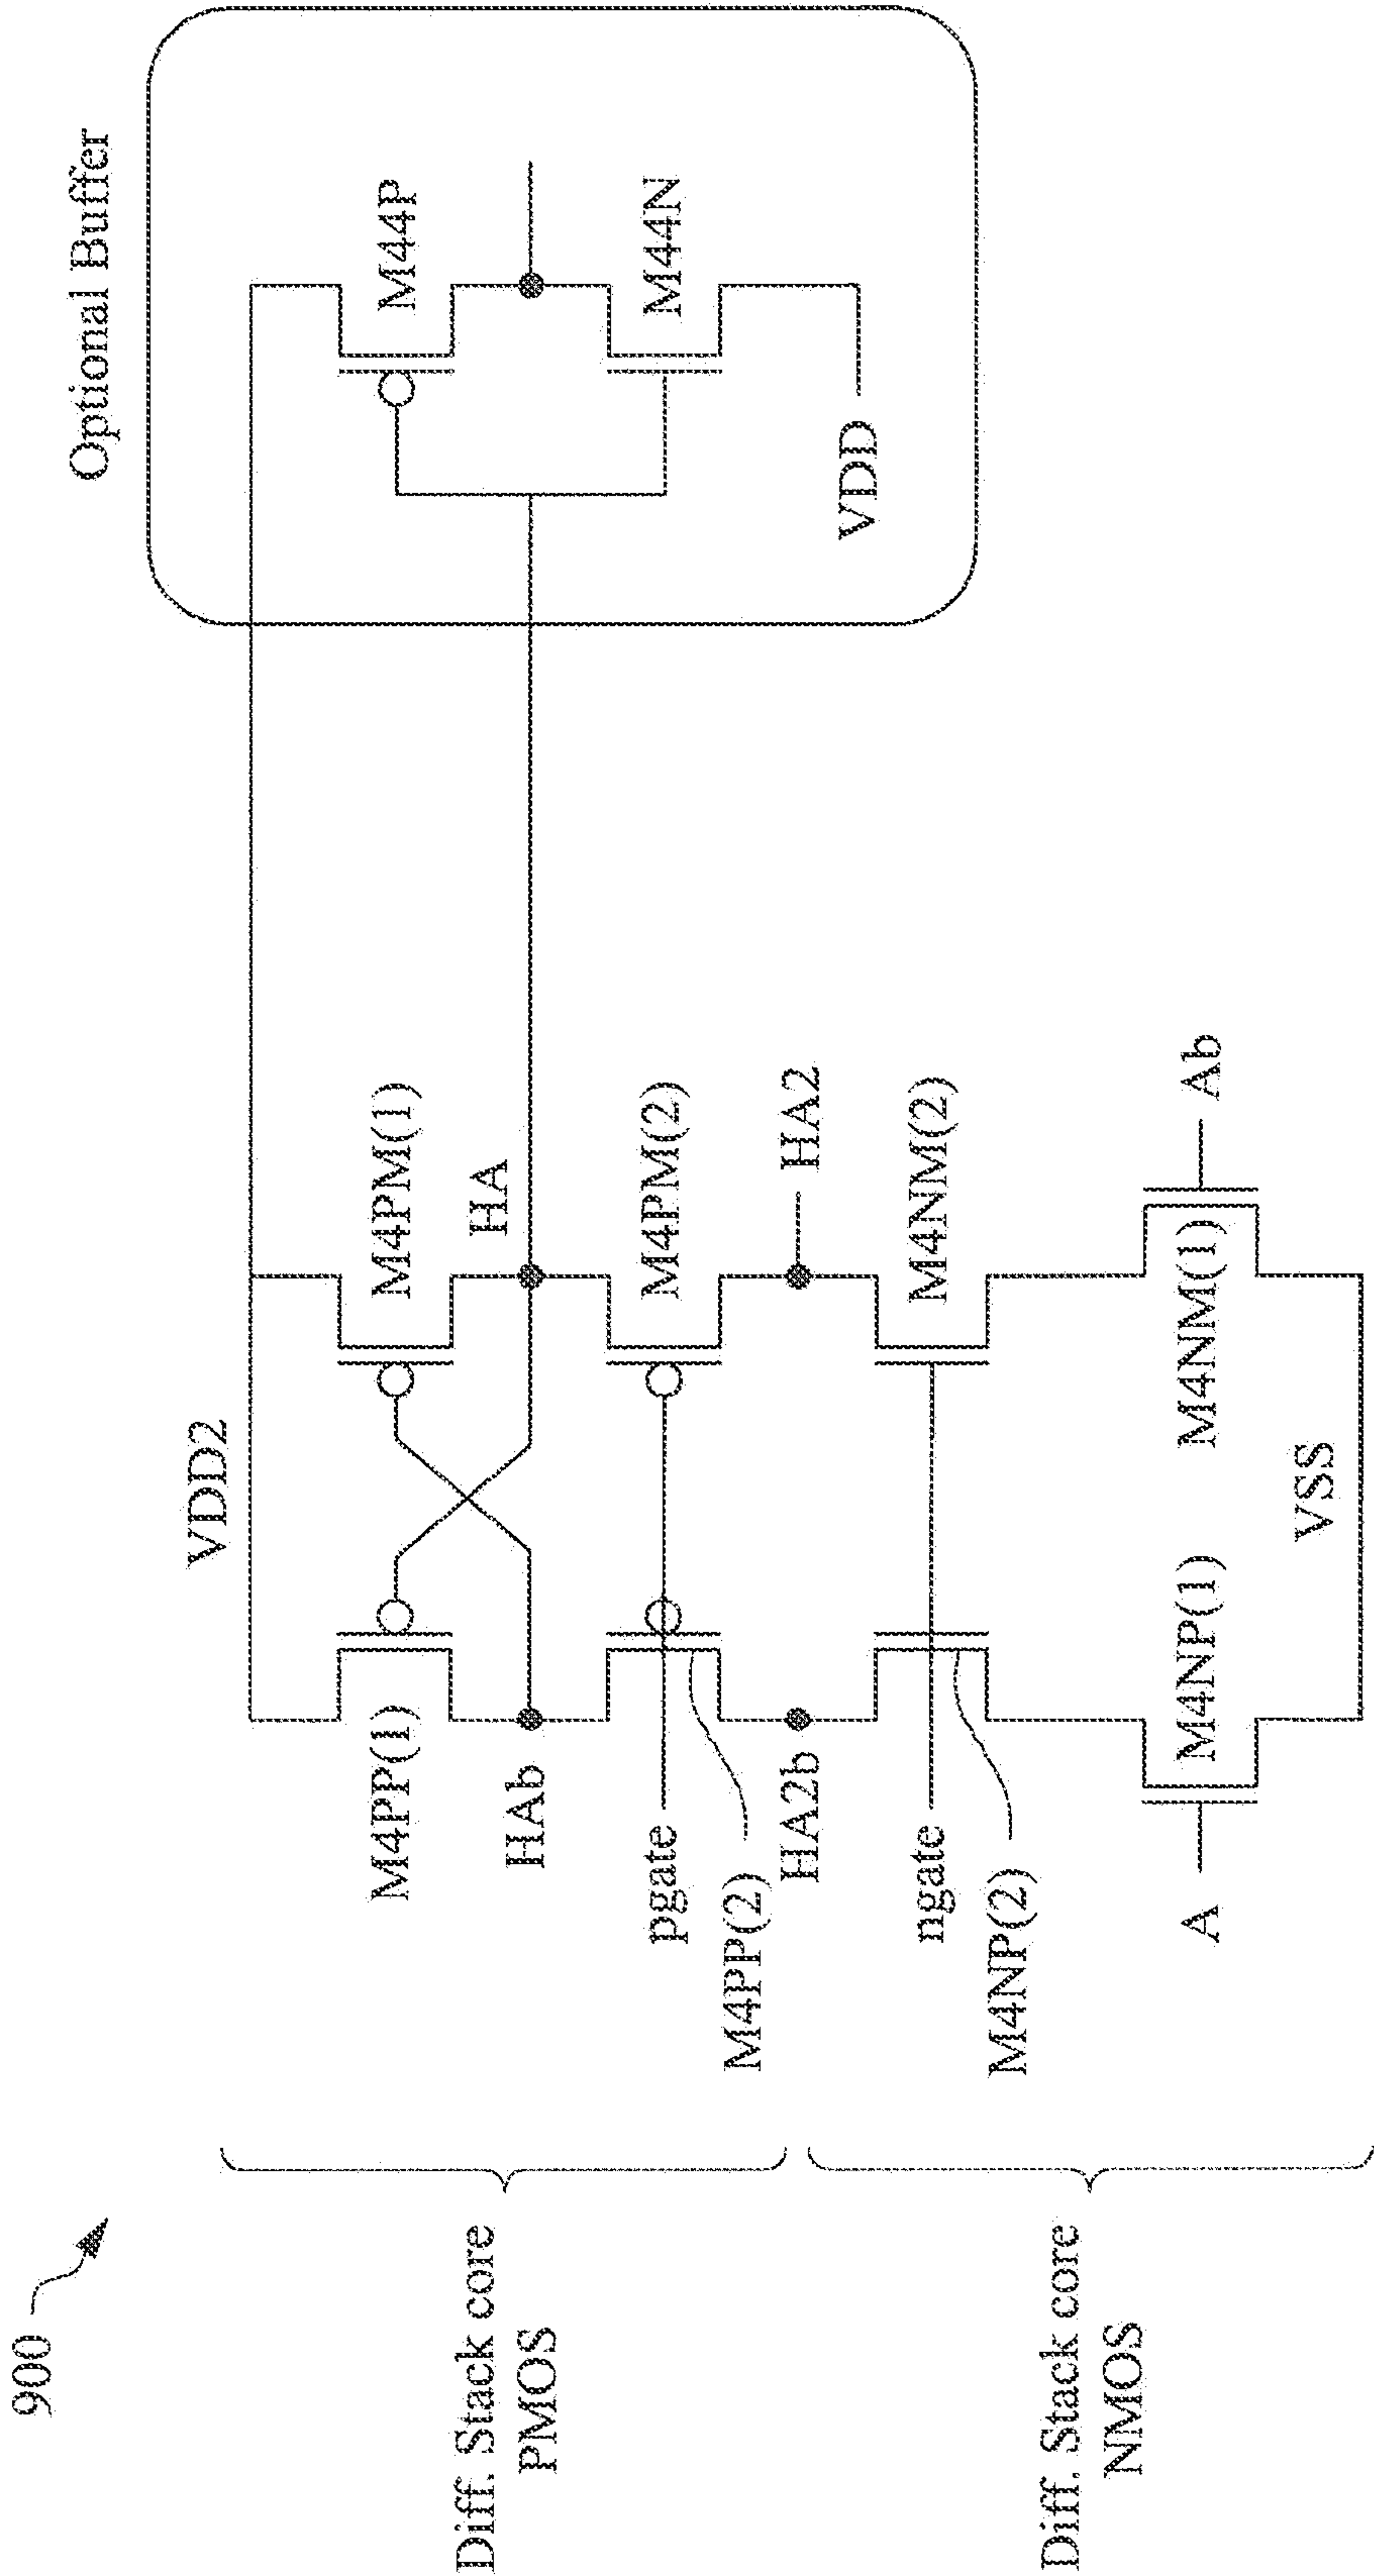 900
Optional Buffer
VDD2
M4PP(1)
M4PM(1)
M44P
HAb
HA
Diff. Stack core
PMOS
pgate
M4PM(2)
M44N
M4PP(2)
HA2b
HA2
VDD
ngate
M4NM(2)
M4NP(2)
Diff. Stack core
NMOS
A
M4NP(1)
M4NM(1)
Ab
VSS